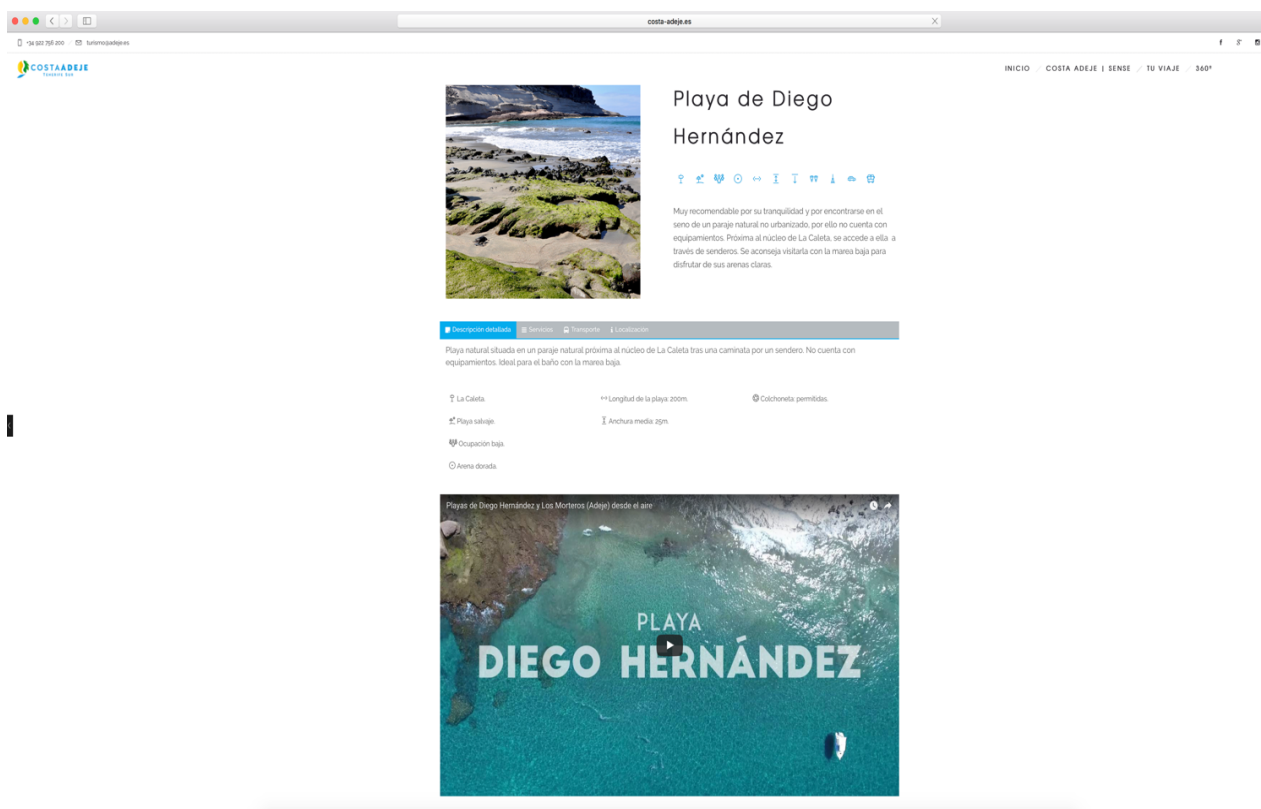 costa-adeje.es
+34 922 756 200 turismo@adeje.es
COSTAADEJE
TENERIFE SUR
INICIO / COSTA ADEJE | SENSE / TU VIAJE / 360º
Playa de Diego
Hernández
Muy recomendable por su tranquilidad y por encontrarse en el
seno de un paraje natural no urbanizado, por ello no cuenta con
equipamientos. Próxima al núcleo de La Caleta, se accede a ella a
través de senderos. Se aconseja visitarla con la marea baja para
disfrutar de sus arenas claras.
Descripción detallada Servicios Transporte Localización
Playa natural situada en un paraje natural próxima al núcleo de La Caleta tras una caminata por un sendero. No cuenta con
equipamientos. Ideal para el baño con la marea baja.
La Caleta. Longitud de la playa: 200m. Colchoneta: permitidas.
Playa salvaje. Anchura media: 25m.
Ocupación baja.
Arena dorada.
Playas de Diego Hernández y Los Morteros (Adeje) desde el aire
PLAYA
DIEGO HERNÁNDEZ